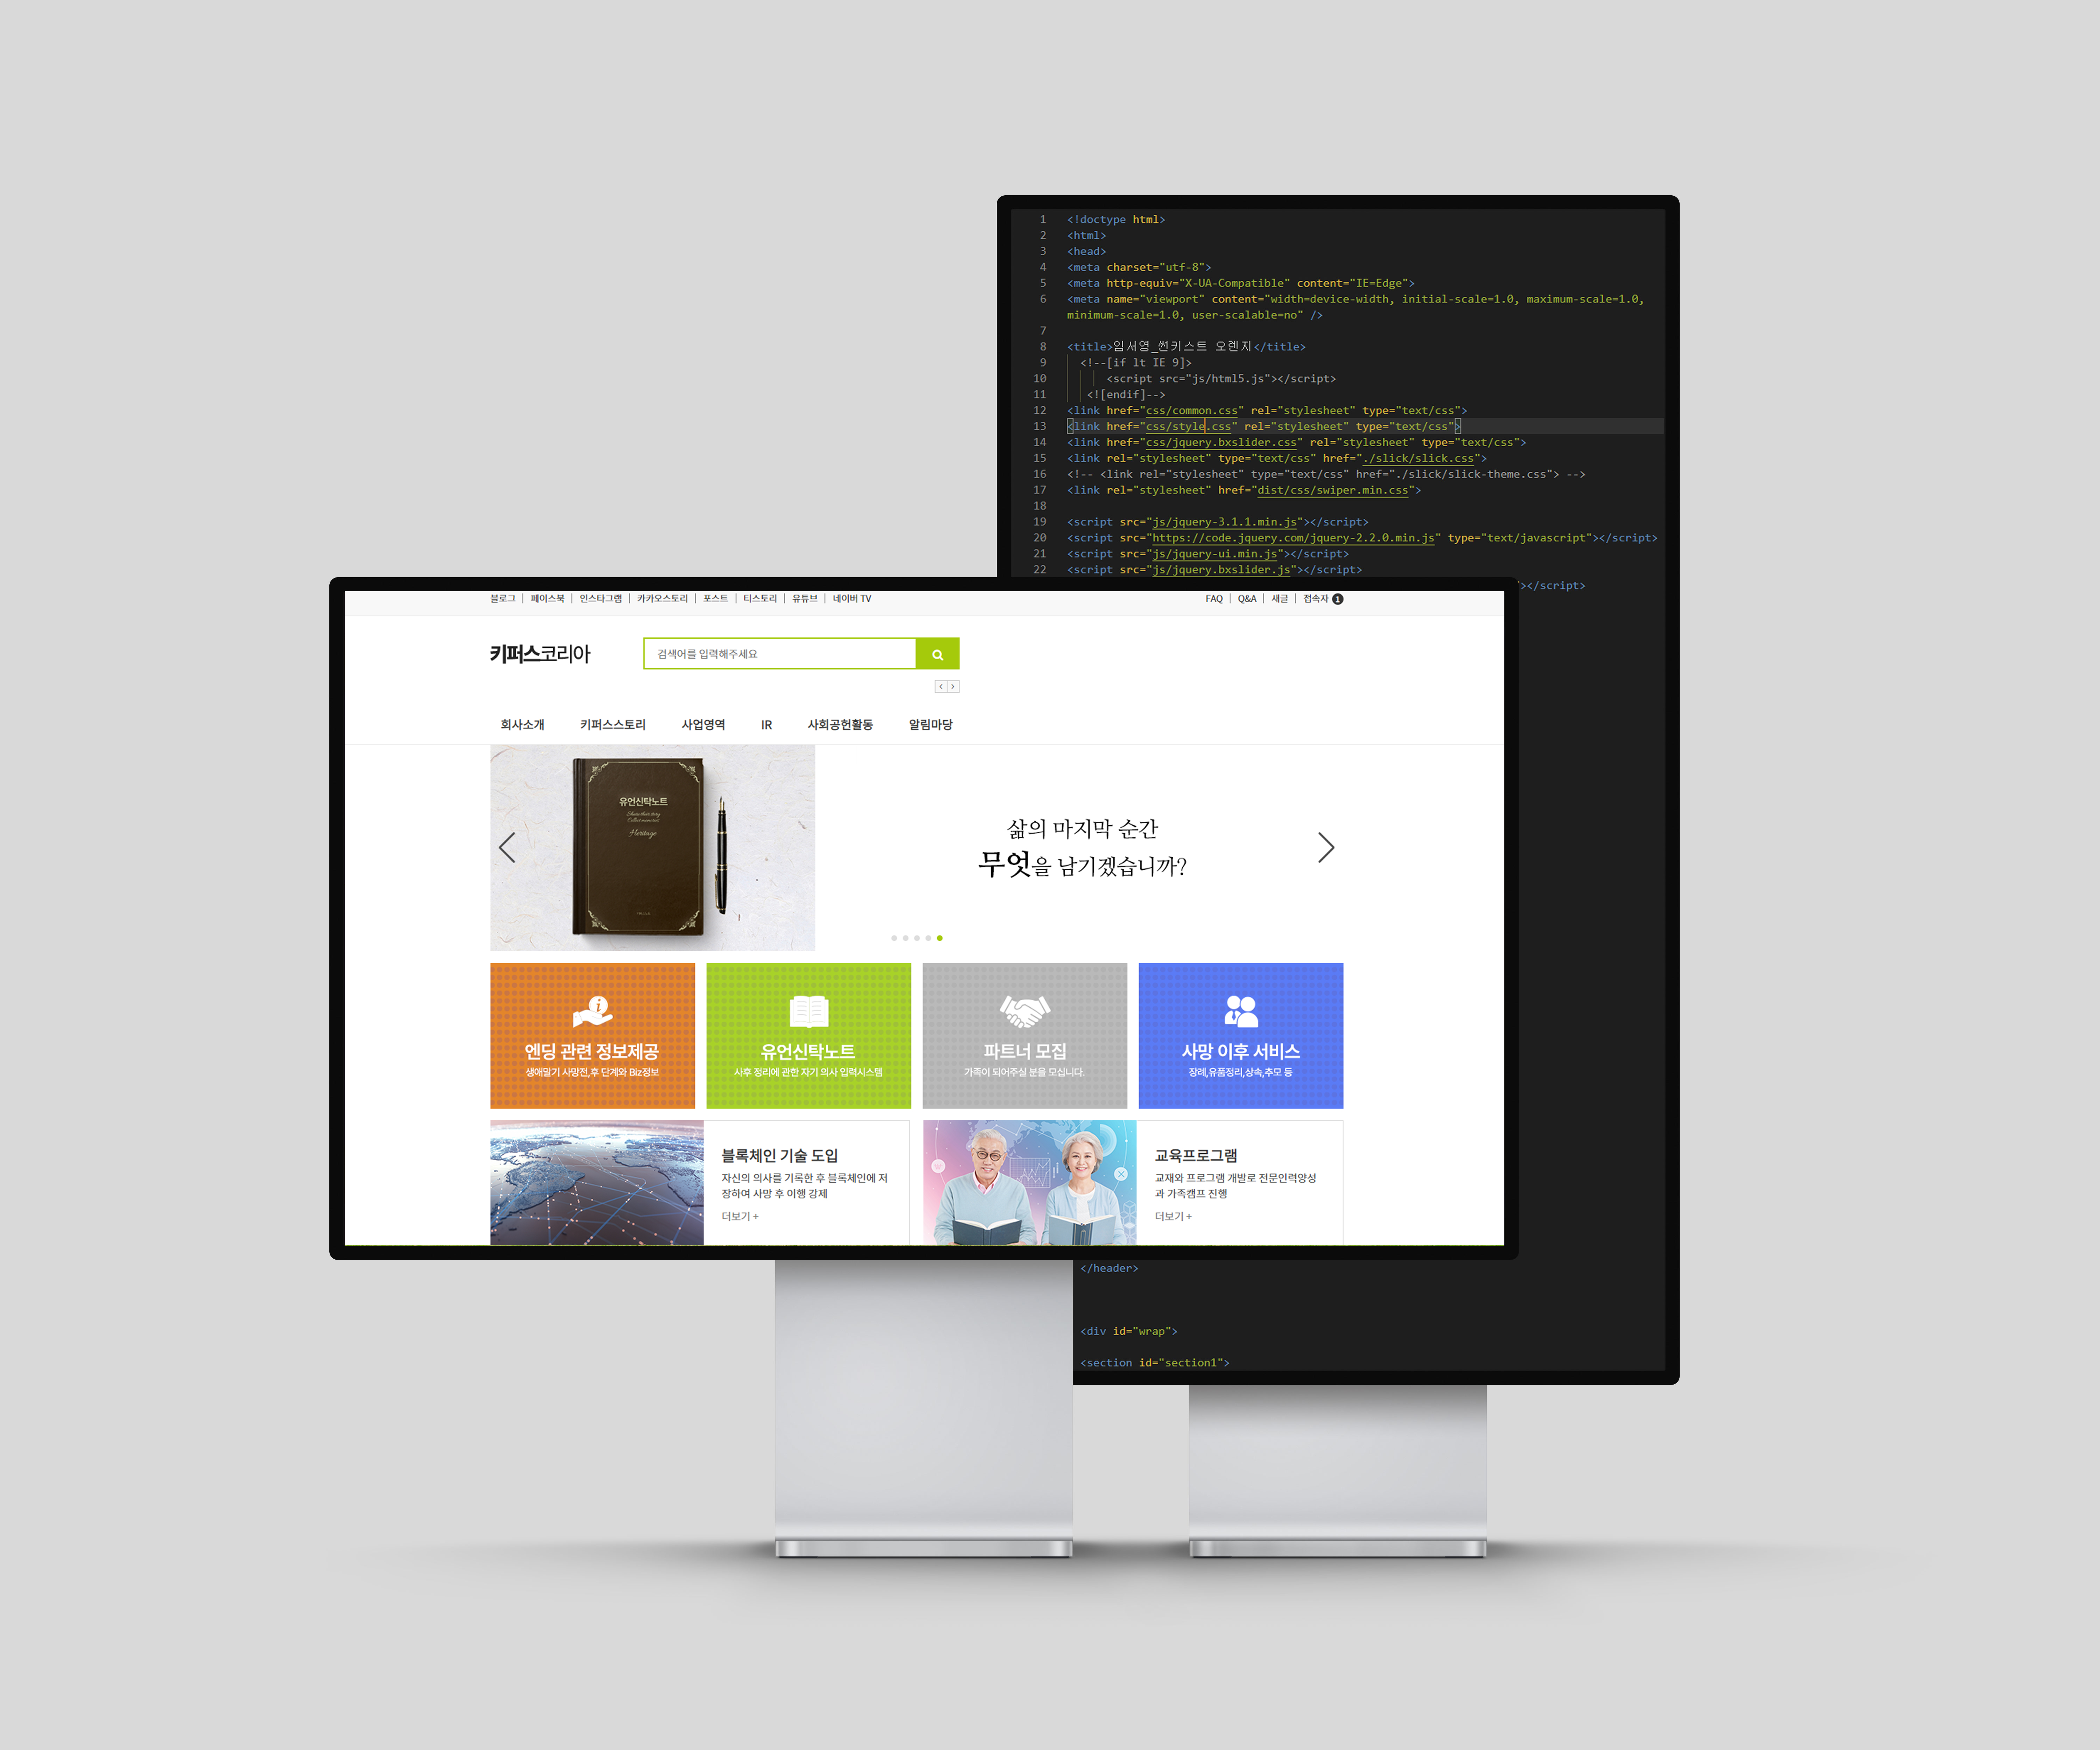 1 <!doctype html>
2 <html>
3 <head>
4 <meta charset="utf-8">
5 <meta http-equiv="X-UA-Compatible" content="IE=Edge">
6 <meta name="viewport" content="width=device-width, initial-scale=1.0, maximum-scale=1.0,
minimum-scale=1.0, user-scalable=no" />
7
8 <title>임서영_썬키스트 오렌지</title>
9 <!--[if lt IE 9]>
10 <script src="js/html5.js"></script>
11 <![endif]-->
12 <link href="css/common.css" rel="stylesheet" type="text/css">
13 <link href="css/style.css" rel="stylesheet" type="text/css">
14 <link href="css/jquery.bxslider.css" rel="stylesheet" type="text/css">
15 <link rel="stylesheet" type="text/css" href="./slick/slick.css">
16 <!-- <link rel="stylesheet" type="text/css" href="./slick/slick-theme.css"> -->
17 <link rel="stylesheet" href="dist/css/swiper.min.css">
18
19 <script src="js/jquery-3.1.1.min.js"></script>
20 <script src="https://code.jquery.com/jquery-2.2.0.min.js" type="text/javascript"></script>
21 <script src="js/jquery-ui.min.js"></script>
22 <script src="js/jquery.bxslider.js"></script>
"></script>
블로그 | 페이스북 | 인스타그램 | 카카오스토리 | 포스트 | 티스토리 | 유튜브 | 네이버 TV
FAQ | Q&A | 새글 | 접속자 1
키퍼스코리아
검색어를 입력해주세요
회사소개 키퍼스스토리 사업영역 IR 사회공헌활동 알림마당
유언신탁노트
Heritage
삶의 마지막 순간
무엇을 남기겠습니까?
엔딩 관련 정보제공
생애말기 사망전,후 단계와 Biz정보
유언신탁노트
사후 정리에 관한 자기 의사 입력시스템
파트너 모집
가족이 되어주실 분을 모십니다.
사망 이후 서비스
장례,유품정리,상속,추모 등
블록체인 기술 도입
자신의 의사를 기록한 후 블록체인에 저
장하여 사망 후 이행 강제
더보기 +
교육프로그램
교재와 프로그램 개발로 전문인력양성
과 가족캠프 진행
더보기 +
</header>
<div id="wrap">
<section id="section1">